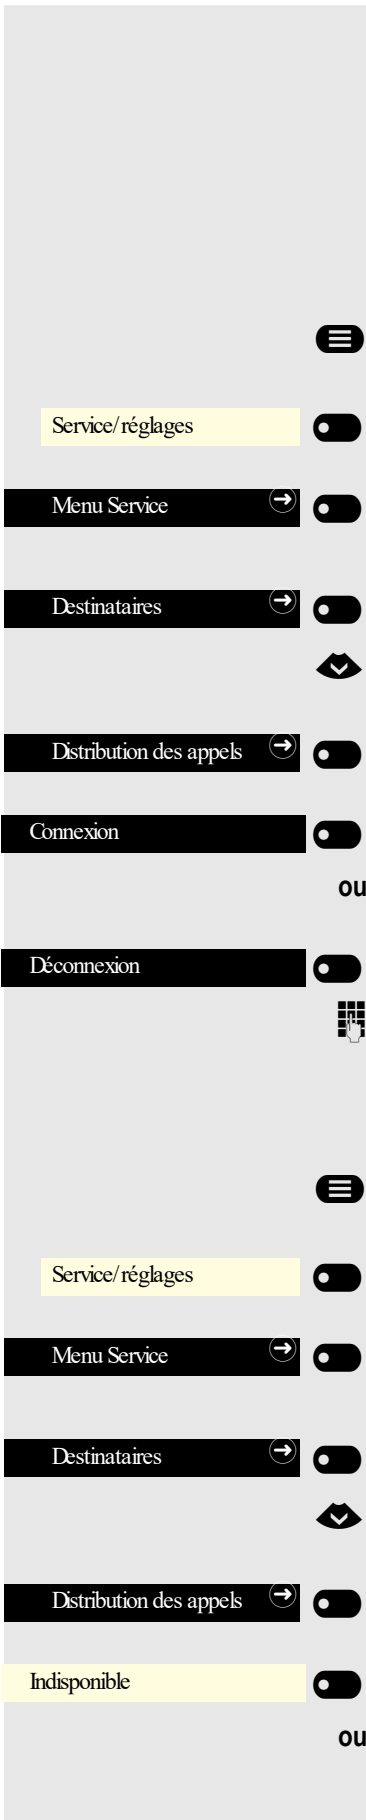 Service/réglages
Menu Service
Destinataires
Distribution des appels
Connexion
ou
Déconnexion
Service/réglages
Menu Service
Destinataires
Distribution des appels
Indisponible
ou